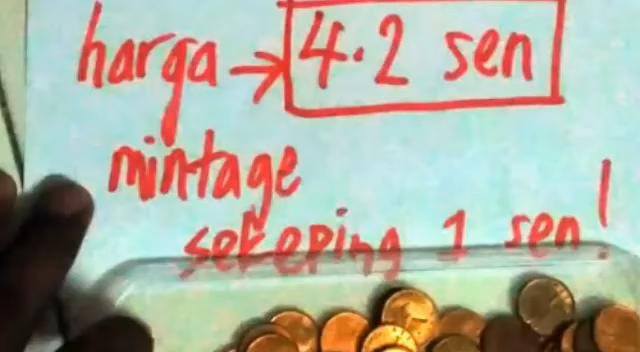 harga → 4.2 sen
mintage
sekeping 1 sen!